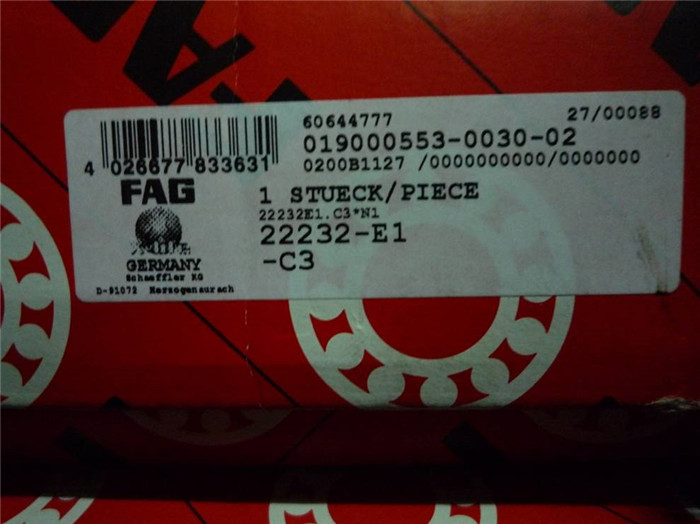 60644777 27/00088
019000553-0030-02
0200B1127 /0000000000/0000000
4 026677 833631
FAG
1 STUECK/PIECE
22232E1.C3*N1
22232-E1
-C3
GERMANY
Schaeffler KG
D-91072 Herzogenaurach